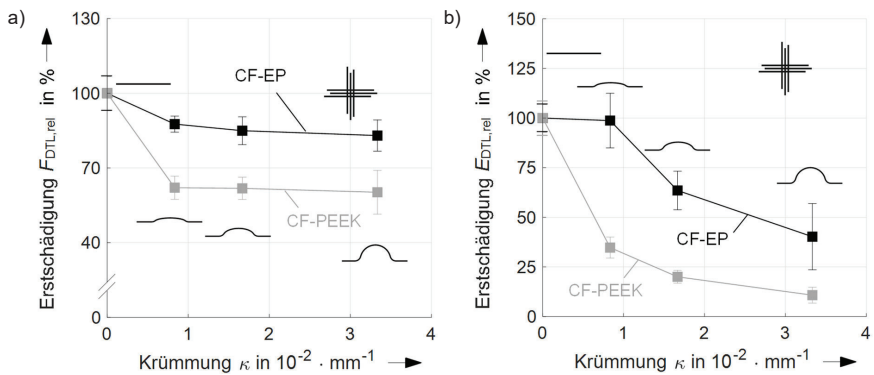 a)
Erstschädigung F_DTL,rel in %
130
100
70
40
0
CF-EP
CF-PEEK
0 1 2 3 4
Krümmung κ in 10⁻² · mm⁻¹
b)
Erstschädigung E_DTL,rel in %
150
125
100
75
50
25
0
CF-EP
CF-PEEK
0 1 2 3 4
Krümmung κ in 10⁻² · mm⁻¹